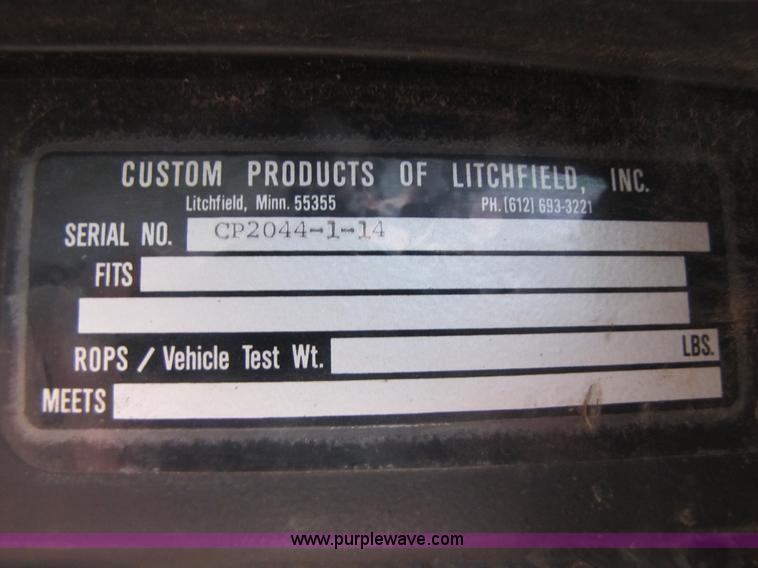 CUSTOM PRODUCTS OF LITCHFIELD, INC.
Litchfield, Minn. 55355 PH. (612) 693-3221
SERIAL NO. CP2044-1-14
FITS
ROPS / Vehicle Test Wt. LBS.
MEETS
www.purplewave.com